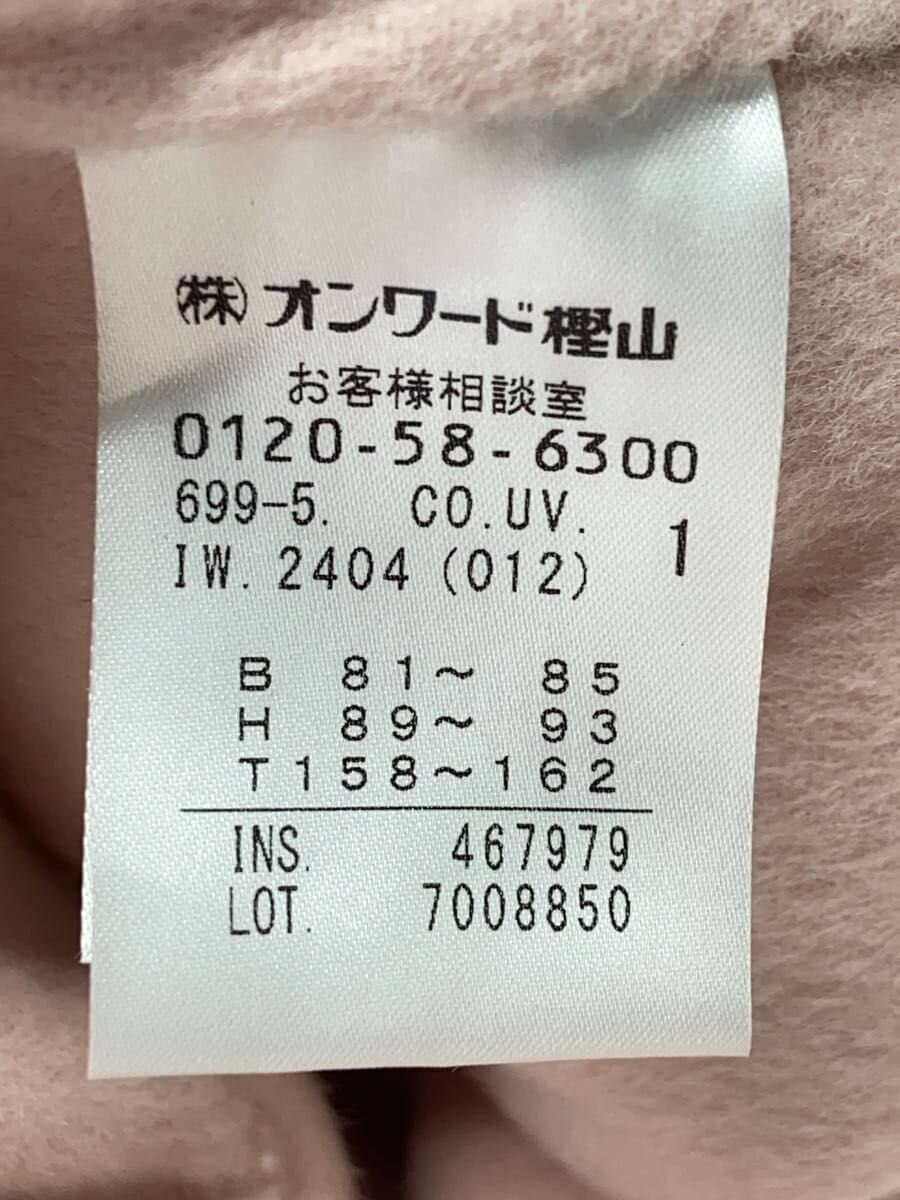 ㈱オンワード樫山
お客様相談室
0120-58-6300
699-5. CO.UV. 1
IW. 2404 (012)
B 81〜 85
H 89〜 93
T158〜162
INS. 467979
LOT. 7008850